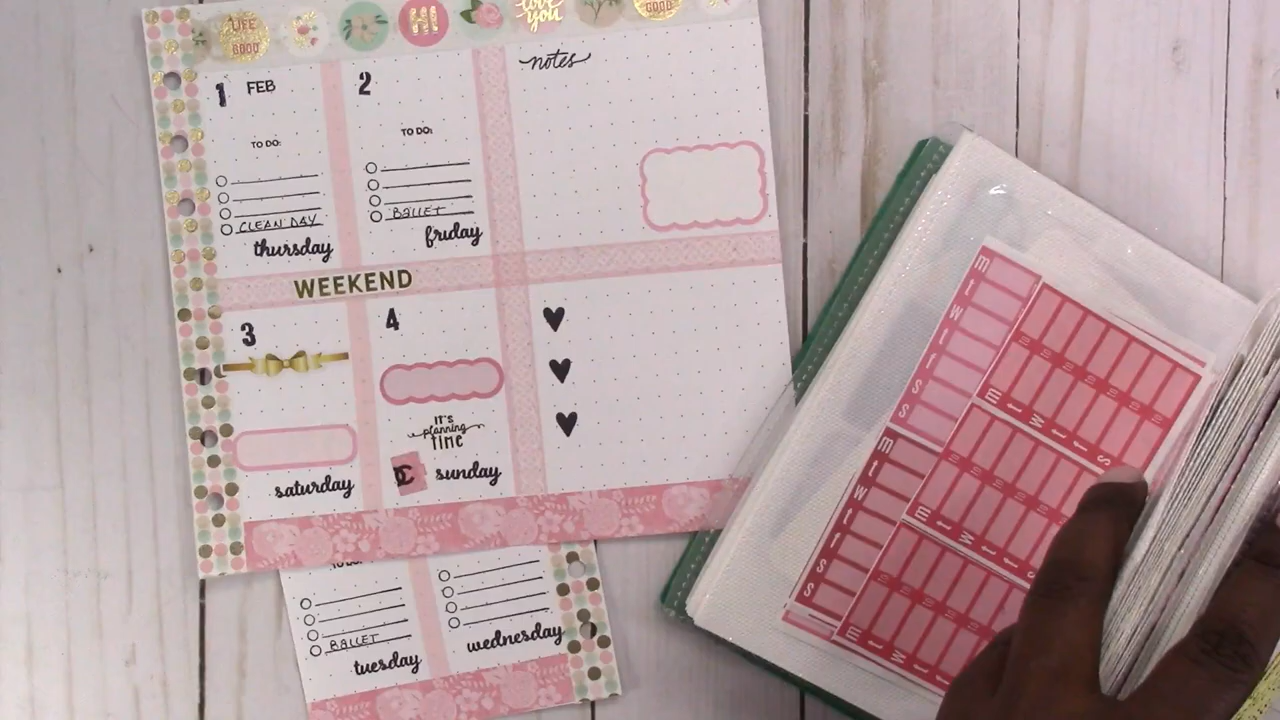 LIFE IS GOOD
HI
love you
GOOD
1 FEB
2
notes
TO DO:
TO DO:
CLEAN DAY
BALLET
thursday
friday
WEEKEND
3
4
IT'S
planning
TIME
saturday
sunday
BALLET
tuesday
wednesday
m
t
w
t
f
s
s
m
t
w
t
f
s
s
m t w t f s s
m t w t f s
m t w t